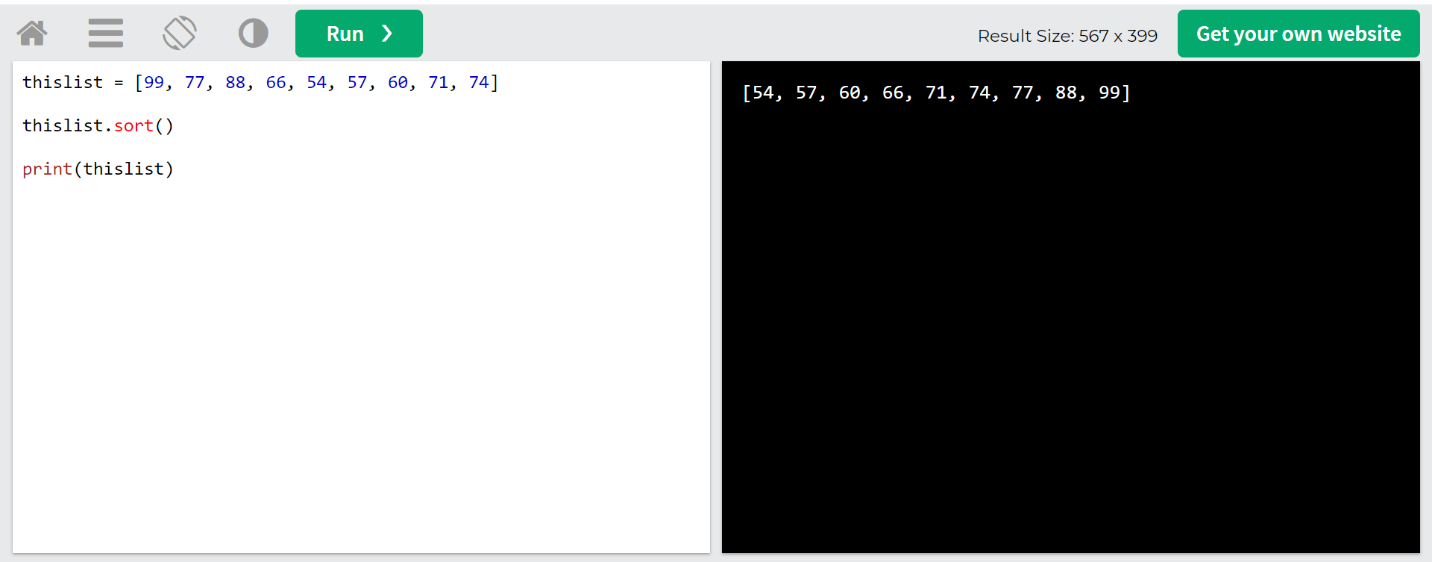 Run ❯
Result Size: 567 x 399
Get your own website
thislist = [99, 77, 88, 66, 54, 57, 60, 71, 74]
thislist.sort()
print(thislist)
[54, 57, 60, 66, 71, 74, 77, 88, 99]